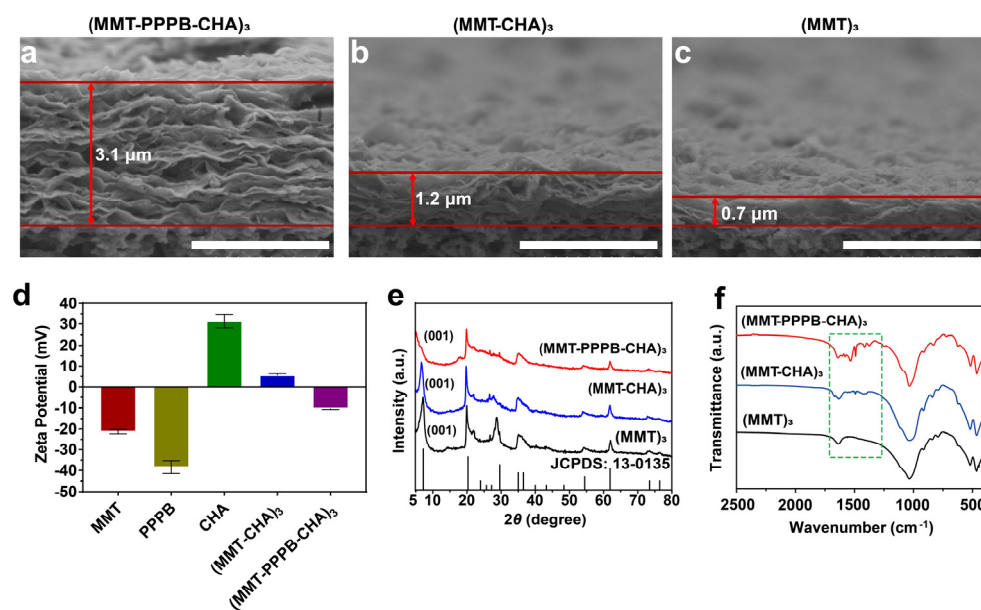 (MMT-PPPB-CHA)₃
(MMT-CHA)₃
(MMT)₃
a
b
c
3.1 μm
1.2 μm
0.7 μm
d
Zeta Potential (mV)
40
30
20
10
0
-10
-20
-30
-40
-50
MMT
PPPB
CHA
(MMT-CHA)₃
(MMT-PPPB-CHA)₃
e
Intensity (a.u.)
(001)
(MMT-PPPB-CHA)₃
(001)
(MMT-CHA)₃
(001)
(MMT)₃
JCPDS: 13-0135
5 10 20 30 40 50 60 70 80
2θ (degree)
f
Transmittance (a.u.)
(MMT-PPPB-CHA)₃
(MMT-CHA)₃
(MMT)₃
2500 2000 1500 1000 500
Wavenumber (cm⁻¹)